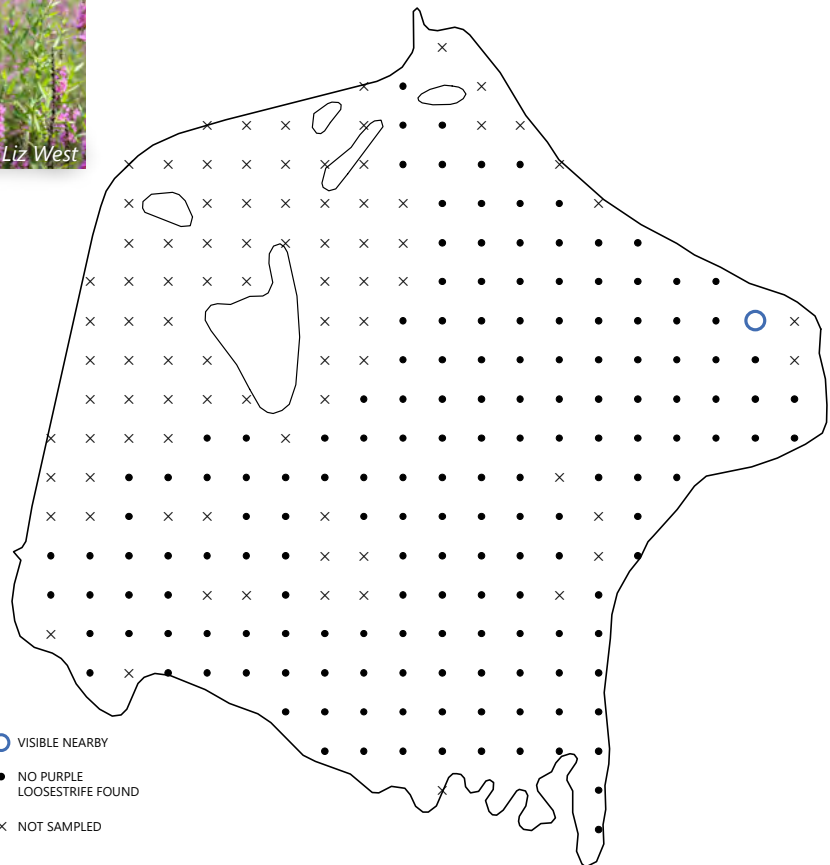 Liz West
VISIBLE NEARBY
NO PURPLE
LOOSESTRIFE FOUND
NOT SAMPLED